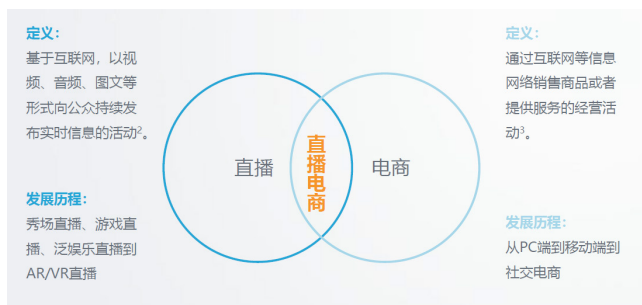 定义：
基于互联网，以视
频、音频、图文等
形式向公众持续发
布实时信息的活动²。
发展历程：
秀场直播、游戏直
播、泛娱乐直播到
AR/VR直播
直播
直播电商
电商
定义：
通过互联网等信息
网络销售商品或者
提供服务的经营活
动³。
发展历程：
从PC端到移动端到
社交电商